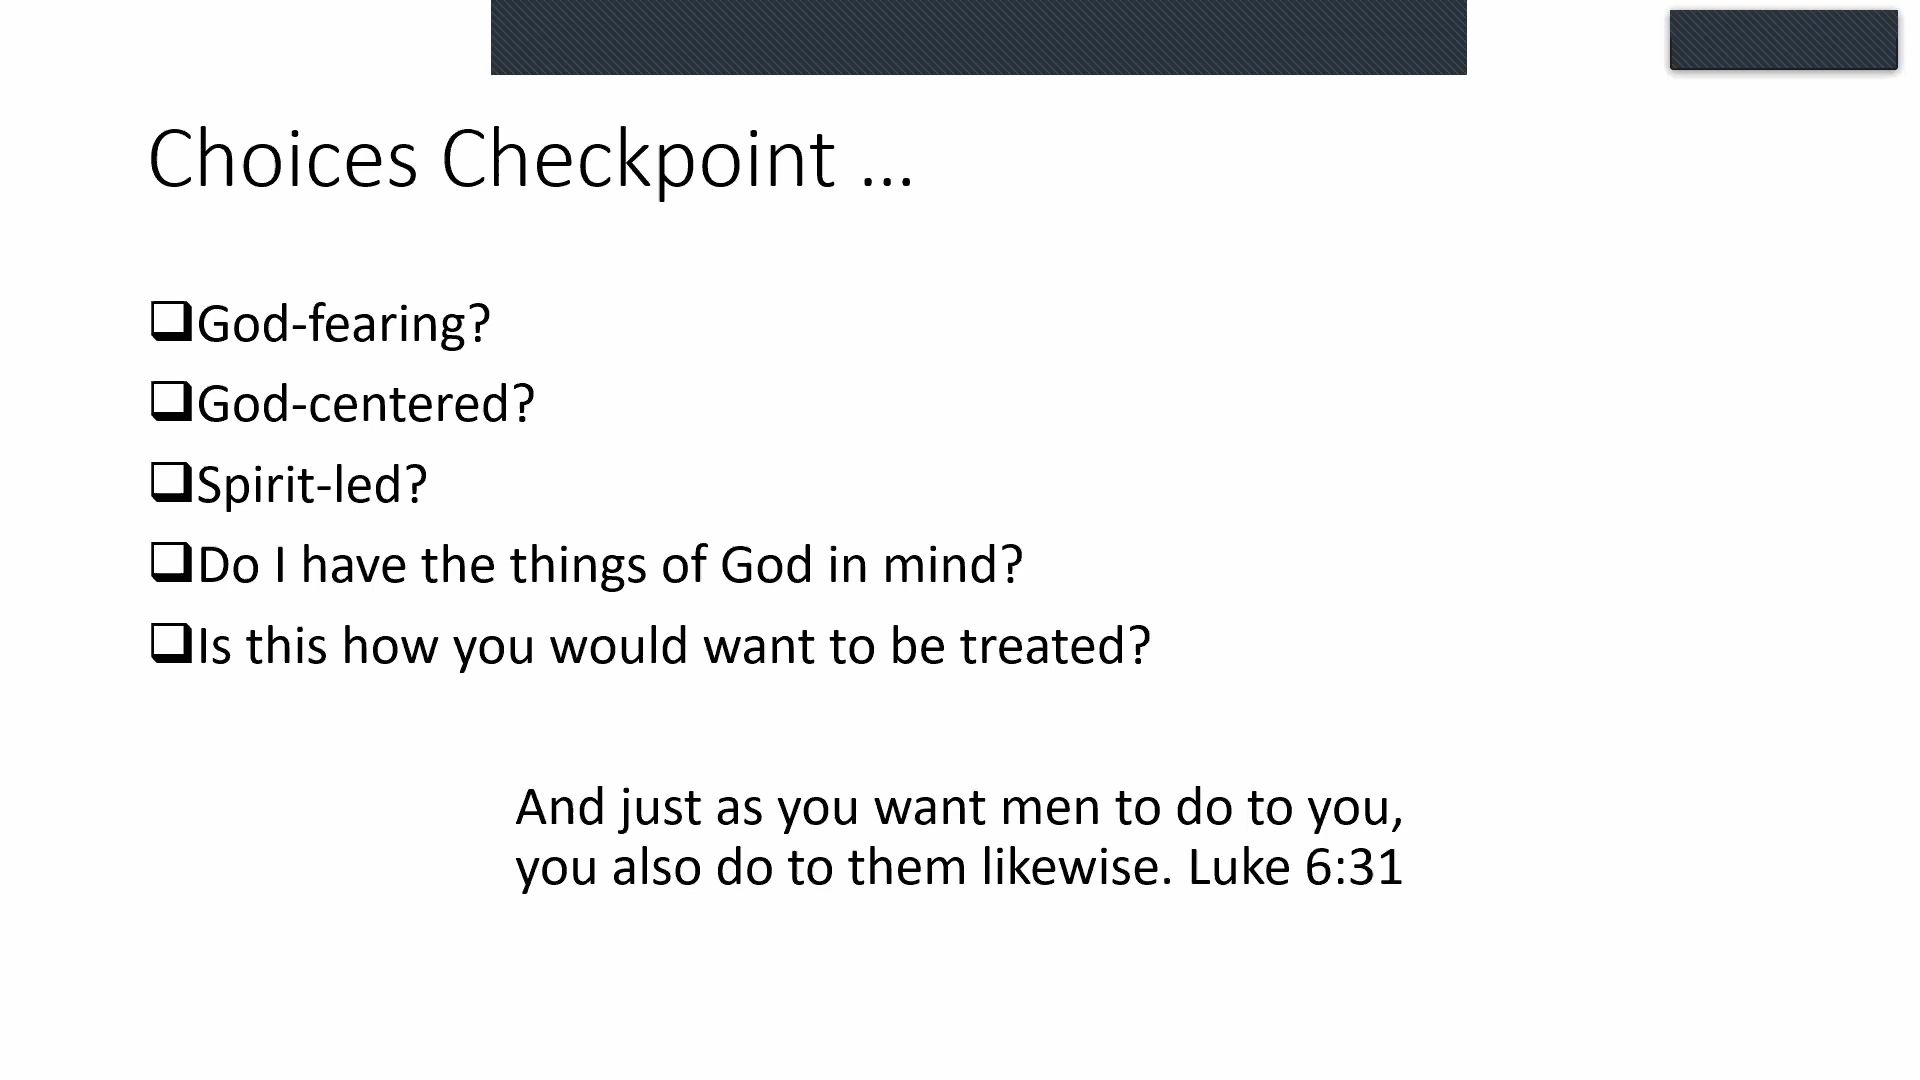 Choices Checkpoint ...
❑God-fearing?
❑God-centered?
❑Spirit-led?
❑Do I have the things of God in mind?
❑Is this how you would want to be treated?
And just as you want men to do to you,
you also do to them likewise. Luke 6:31